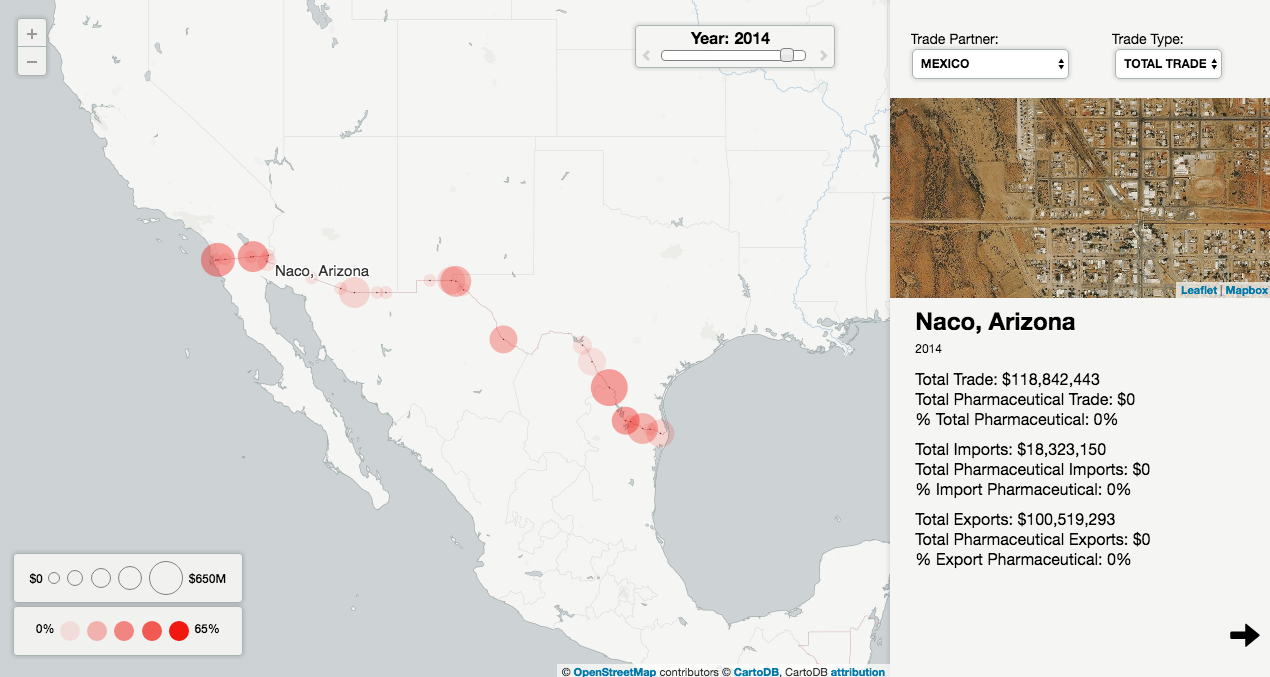 +
−
Year: 2014
Naco, Arizona
$0
$650M
0%
65%
© OpenStreetMap contributors © CartoDB, CartoDB attribution
Trade Partner:
MEXICO
Trade Type:
TOTAL TRADE
Leaflet | Mapbox
Naco, Arizona
2014
Total Trade: $118,842,443
Total Pharmaceutical Trade: $0
% Total Pharmaceutical: 0%
Total Imports: $18,323,150
Total Pharmaceutical Imports: $0
% Import Pharmaceutical: 0%
Total Exports: $100,519,293
Total Pharmaceutical Exports: $0
% Export Pharmaceutical: 0%